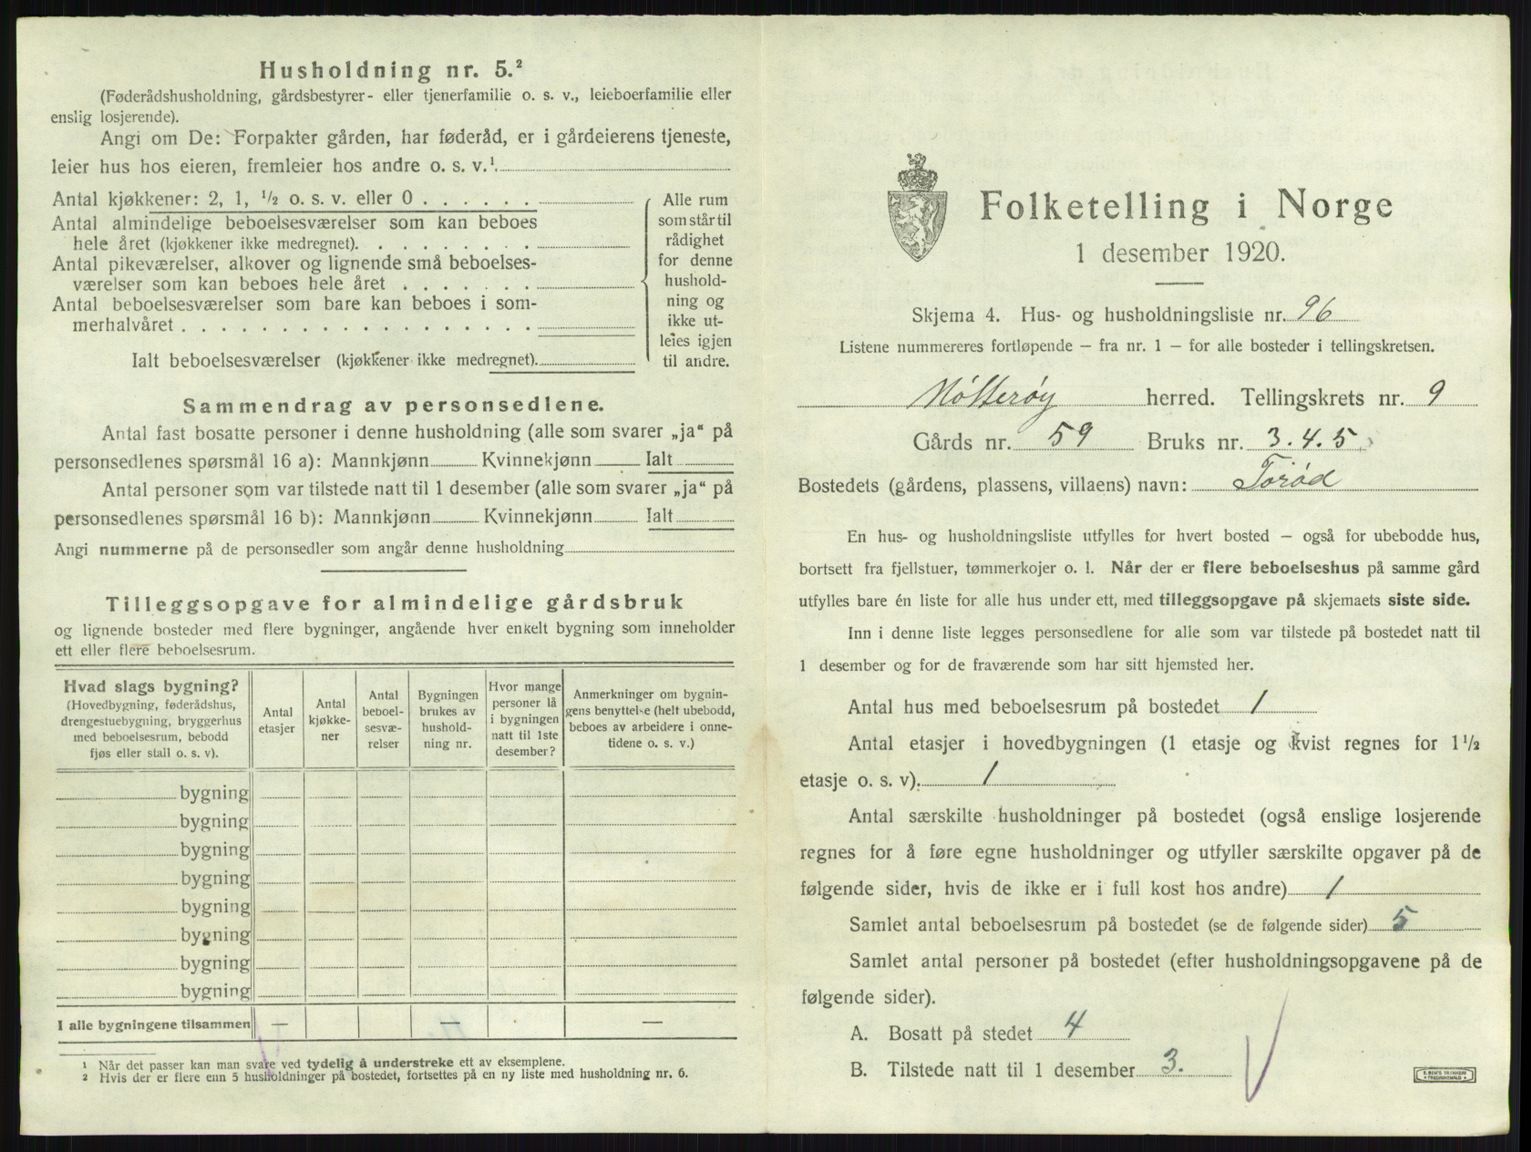 Husholdning nr. 5.²
(Føderådshusholdning, gårdsbestyrer- eller tjenerfamilie o. s. v., leieboerfamilie eller
enslig losjerende).
Angi om De: Forpakter gården, har føderåd, er i gårdeierens tjeneste,
leier hus hos eieren, fremleier hos andre o. s. v.¹
Antal kjøkkener: 2, 1, ½ o. s. v. eller 0
Antal almindelige beboelsesværelser som kan beboes
hele året (kjøkkener ikke medregnet).
Antal pikeværelser, alkover og lignende små beboelses-
værelser som kan beboes hele året
Antal beboelsesværelser som bare kan beboes i som-
merhalvåret
Ialt beboelsesværelser (kjøkkener ikke medregnet).
Alle rum
som står til
rådighet
for denne
hushold-
ning og
ikke ut-
leies igjen
til andre.
Sammendrag av personsedlene.
Antal fast bosatte personer i denne husholdning (alle som svarer „ja“ på
personsedlenes spørsmål 16 a): Mannkjønn Kvinnekjønn Ialt
Antal personer som var tilstede natt til 1 desember (alle som svarer „ja“ på
personsedlenes spørsmål 16 b): Mannkjønn Kvinnekjønn Ialt
Angi nummerne på de personsedler som angår denne husholdning
Tilleggsopgave for almindelige gårdsbruk
og lignende bosteder med flere bygninger, angående hver enkelt bygning som inneholder
ett eller flere beboelsesrum.
Hvad slags bygning?
(Hovedbygning, føderådshus,
drengestuebygning, bryggerhus
med beboelsesrum, bebodd
fjøs eller stall o. s. v).
Antal
etasjer
Antal
kjøkke-
ner
Antal
beboel-
sesvæ-
relser
Bygningen
brukes av
hushold-
ning nr.
Hvor mange
personer lå
i bygningen
natt til 1ste
desember?
Anmerkninger om bygnin-
gens benyttelse (helt ubebodd,
beboes av arbeidere i onne-
tidene o. s. v.)
bygning
bygning
bygning
bygning
bygning
bygning
bygning
bygning
I alle bygningene tilsammen — — —
¹ Når det passer kan man svare ved tydelig å understreke ett av eksemplene.
² Hvis der er flere enn 5 husholdninger på bostedet, fortsettes på en ny liste med husholdning nr. 6.
Folketelling i Norge
1 desember 1920.
Skjema 4. Hus- og husholdningsliste nr. 96
Listene nummereres fortløpende — fra nr. 1 — for alle bosteder i tellingskretsen.
Nøtterøy herred. Tellingskrets nr. 9
Gårds nr. 59 Bruks nr. 3.4.5
Bostedets (gårdens, plassens, villaens) navn: Torød
En hus- og husholdningsliste utfylles for hvert bosted — også for ubebodde hus,
bortsett fra fjellstuer, tømmerkojer o. l. Når der er flere beboelseshus på samme gård
utfylles bare én liste for alle hus under ett, med tilleggsopgave på skjemaets siste side.
Inn i denne liste legges personsedlene for alle som var tilstede på bostedet natt til
1 desember og for de fraværende som har sitt hjemsted her.
Antal hus med beboelsesrum på bostedet 1
Antal etasjer i hovedbygningen (1 etasje og kvist regnes for 1½
etasje o. s. v). 1
Antal særskilte husholdninger på bostedet (også enslige losjerende
regnes for å føre egne husholdninger og utfyller særskilte opgaver på de
følgende sider, hvis de ikke er i full kost hos andre) 1
Samlet antal beboelsesrum på bostedet (se de følgende sider) 5
Samlet antal personer på bostedet (efter husholdningsopgavene på de
følgende sider).
A. Bosatt på stedet 4
B. Tilstede natt til 1 desember 3.